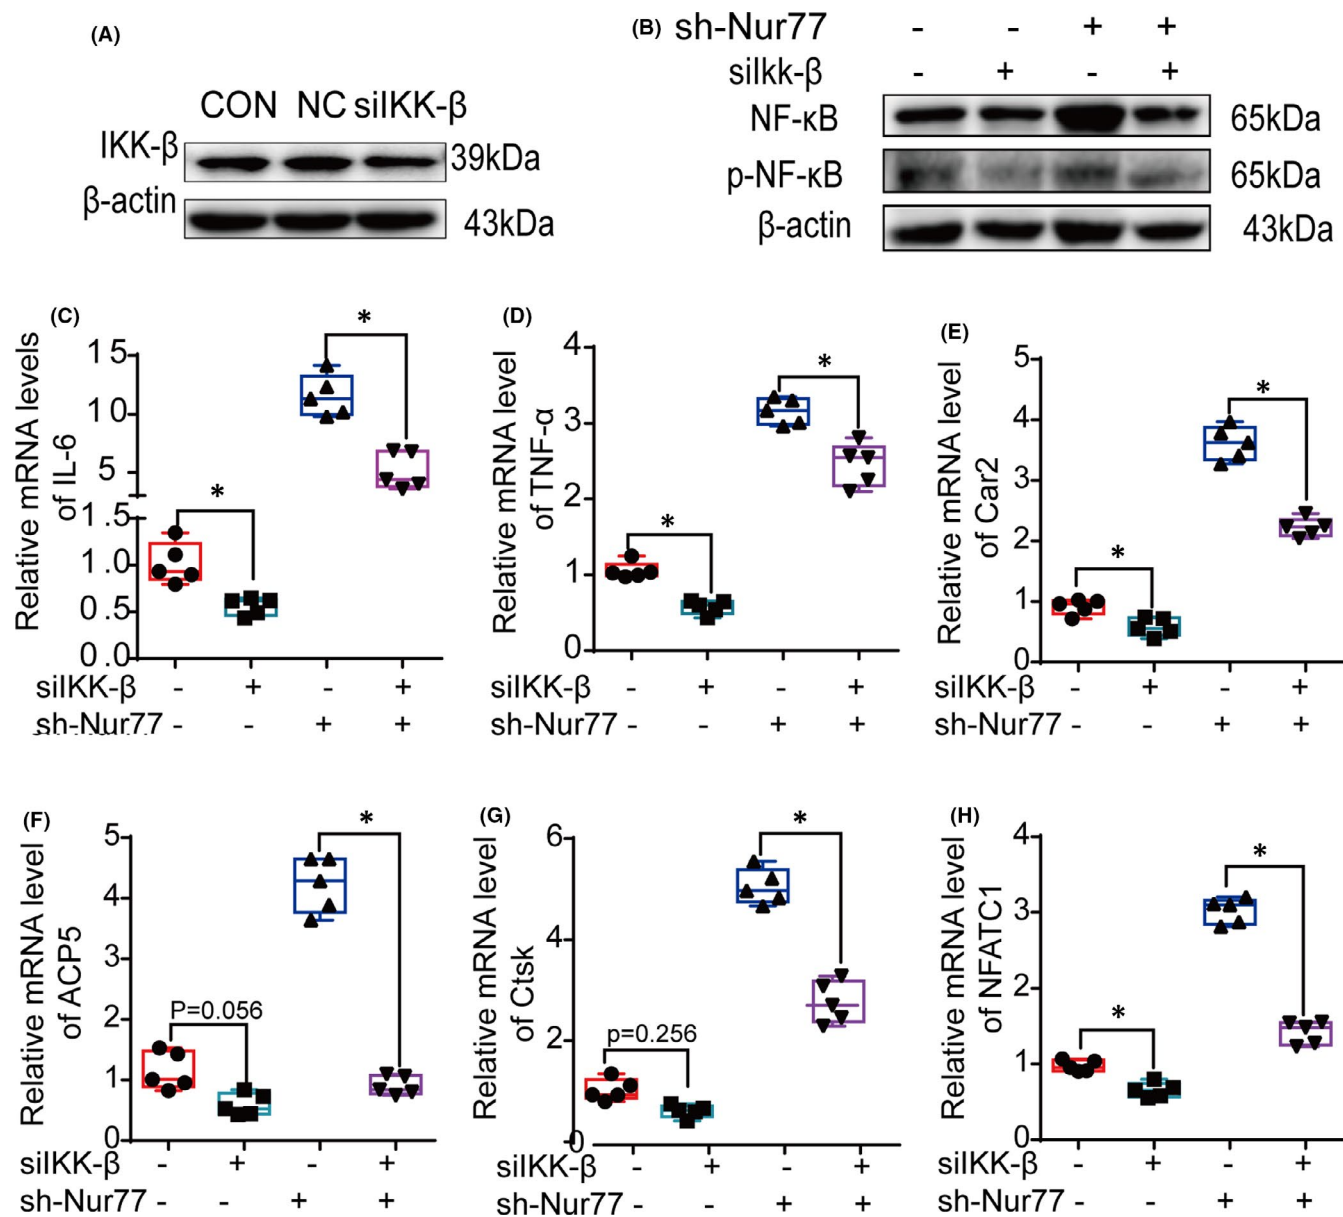 (A)
CON NC siIKK-β
IKK-β 39kDa
β-actin 43kDa
(B) sh-Nur77 - - + +
siIkk-β - + - +
NF-κB 65kDa
p-NF-κB 65kDa
β-actin 43kDa
(C)
Relative mRNA levels
of IL-6
15
10
5
1.5
1.0
0.5
0.0
*
*
siIKK-β - + - +
sh-Nur77 - - + +
(D)
Relative mRNA level
of TNF-α
4
3
2
1
0
*
*
siIKK-β - + - +
sh-Nur77 - - + +
(E)
Relative mRNA level
of Car2
5
4
3
2
1
0
*
*
siIKK-β - + - +
sh-Nur77 - - + +
(F)
Relative mRNA level
of ACP5
5
4
3
2
1
0
P=0.056
*
siIKK-β - + - +
sh-Nur77 - - + +
(G)
Relative mRNA level
of Ctsk
6
4
2
0
p=0.256
*
siIKK-β - + - +
sh-Nur77 - - + +
(H)
Relative mRNA level
of NFATC1
4
3
2
1
0
*
*
siIKK-β - + - +
sh-Nur77 - - + +